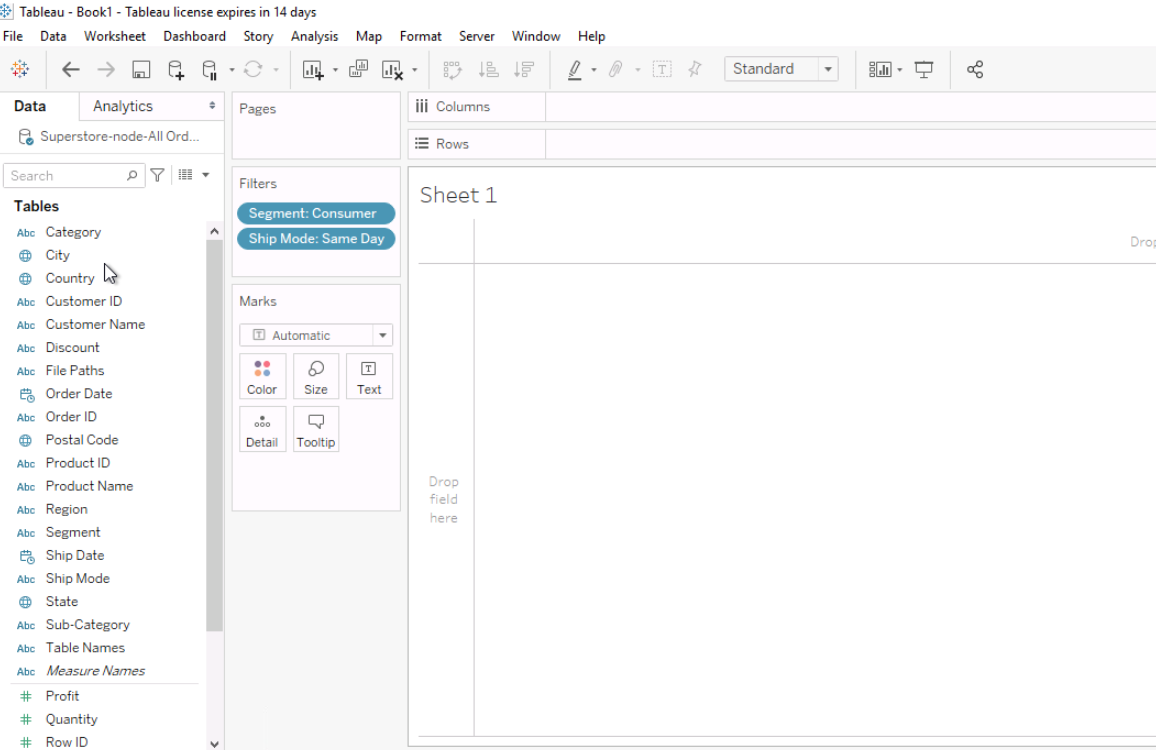 Tableau - Book1 - Tableau license expires in 14 days
File Data Worksheet Dashboard Story Analysis Map Format Server Window Help
Standard
Data Analytics
Superstore-node-All Ord...
Search
Tables
Abc Category
City
Country
Abc Customer ID
Abc Customer Name
Abc Discount
Abc File Paths
Order Date
Abc Order ID
Postal Code
Abc Product ID
Abc Product Name
Abc Region
Abc Segment
Ship Date
Abc Ship Mode
State
Abc Sub-Category
Abc Table Names
Abc Measure Names
# Profit
# Quantity
# Row ID
Pages
Filters
Segment: Consumer
Ship Mode: Same Day
Marks
T Automatic
Color Size T Text
Detail Tooltip
Columns
Rows
Sheet 1
Drop
Drop
field
here